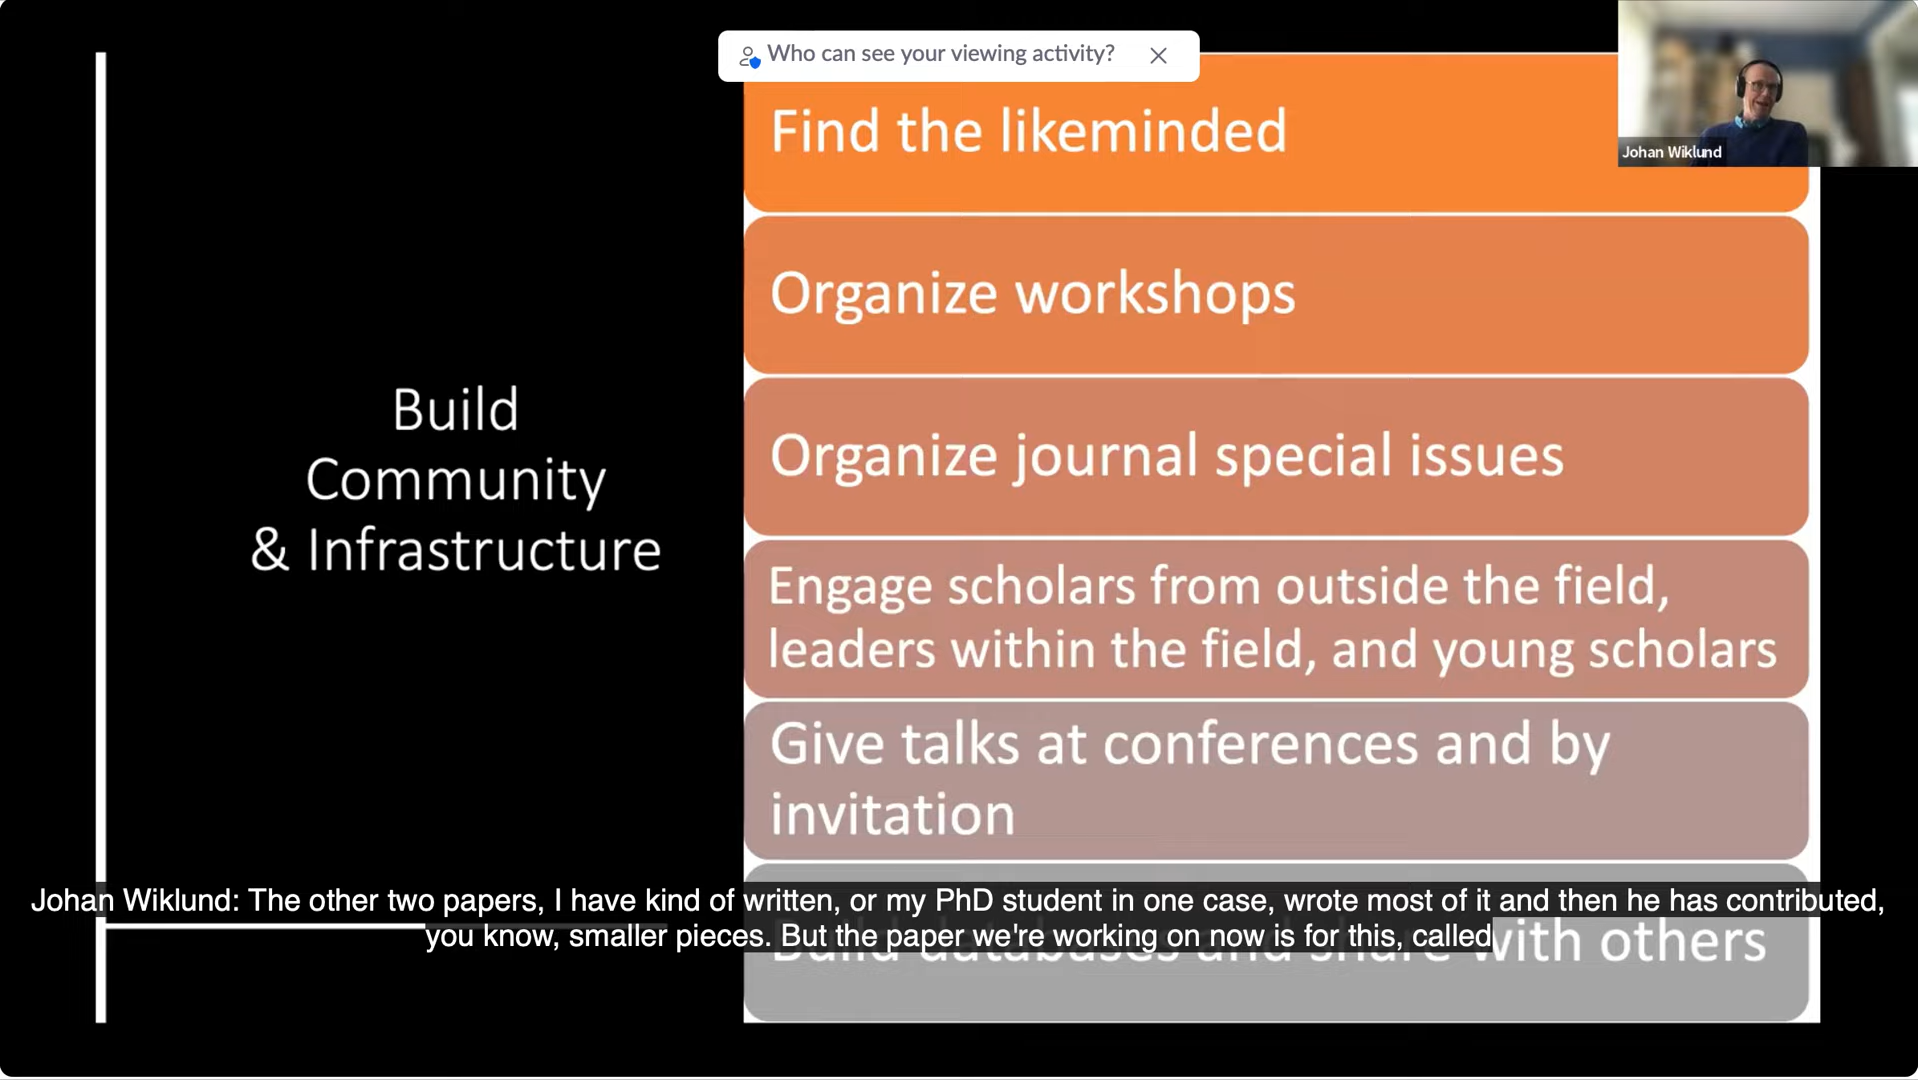 Who can see your viewing activity?
Find the likeminded
Johan Wiklund
Organize workshops
Build
Community
& Infrastructure
Organize journal special issues
Engage scholars from outside the field,
leaders within the field, and young scholars
Give talks at conferences and by
invitation
Build databases and share with others
Johan Wiklund: The other two papers, I have kind of written, or my PhD student in one case, wrote most of it and then he has contributed,
you know, smaller pieces. But the paper we're working on now is for this, called